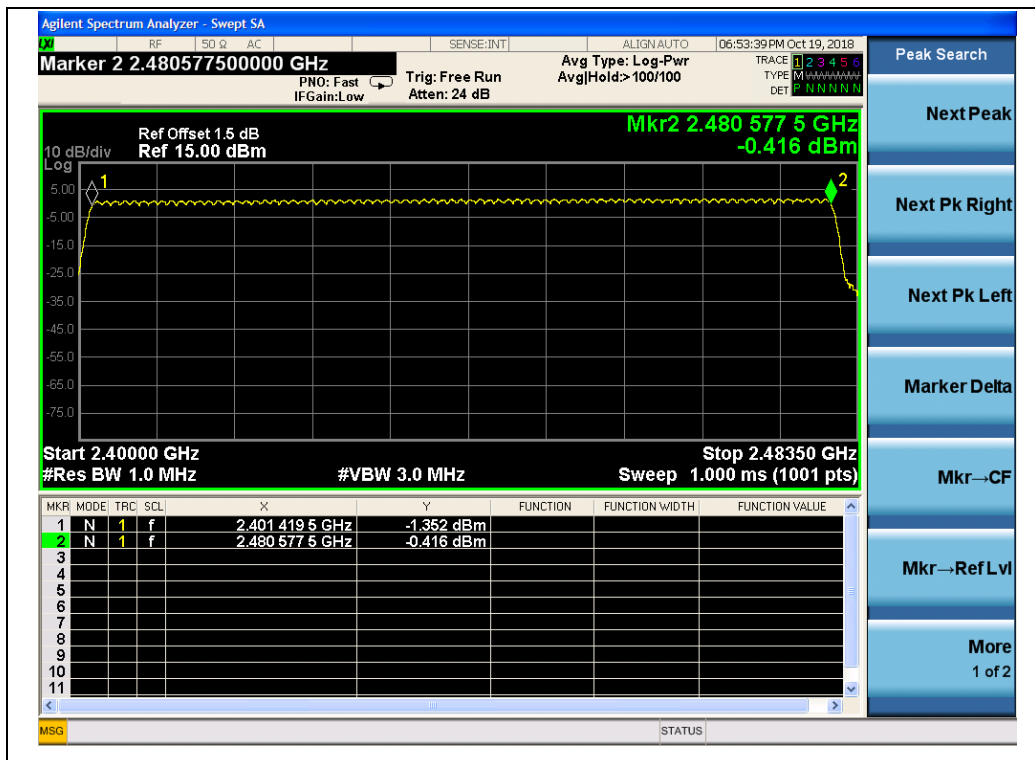 Agilent Spectrum Analyzer - Swept SA
LXI RF 50 Ω AC SENSE:INT ALIGNAUTO 06:53:39 PM Oct 19, 2018
Marker 2 2.480577500000 GHz
PNO: Fast
IFGain:Low
Trig: Free Run
Atten: 24 dB
Avg Type: Log-Pwr
Avg|Hold:>100/100
TRACE 1 2 3 4 5 6
TYPE M
DET P N N N N N
Ref Offset 1.5 dB
10 dB/div Ref 15.00 dBm
Log
Mkr2 2.480 577 5 GHz
-0.416 dBm
1
2
5.00
-5.00
-15.0
-25.0
-35.0
-45.0
-55.0
-65.0
-75.0
Start 2.40000 GHz Stop 2.48350 GHz
#Res BW 1.0 MHz #VBW 3.0 MHz Sweep 1.000 ms (1001 pts)
MKR MODE TRC SCL X Y FUNCTION FUNCTION WIDTH FUNCTION VALUE
1 N 1 f 2.401 419 5 GHz -1.352 dBm
2 N 1 f 2.480 577 5 GHz -0.416 dBm
3
4
5
6
7
8
9
10
11
MSG STATUS
Peak Search
Next Peak
Next Pk Right
Next Pk Left
Marker Delta
Mkr→CF
Mkr→Ref Lvl
More
1 of 2